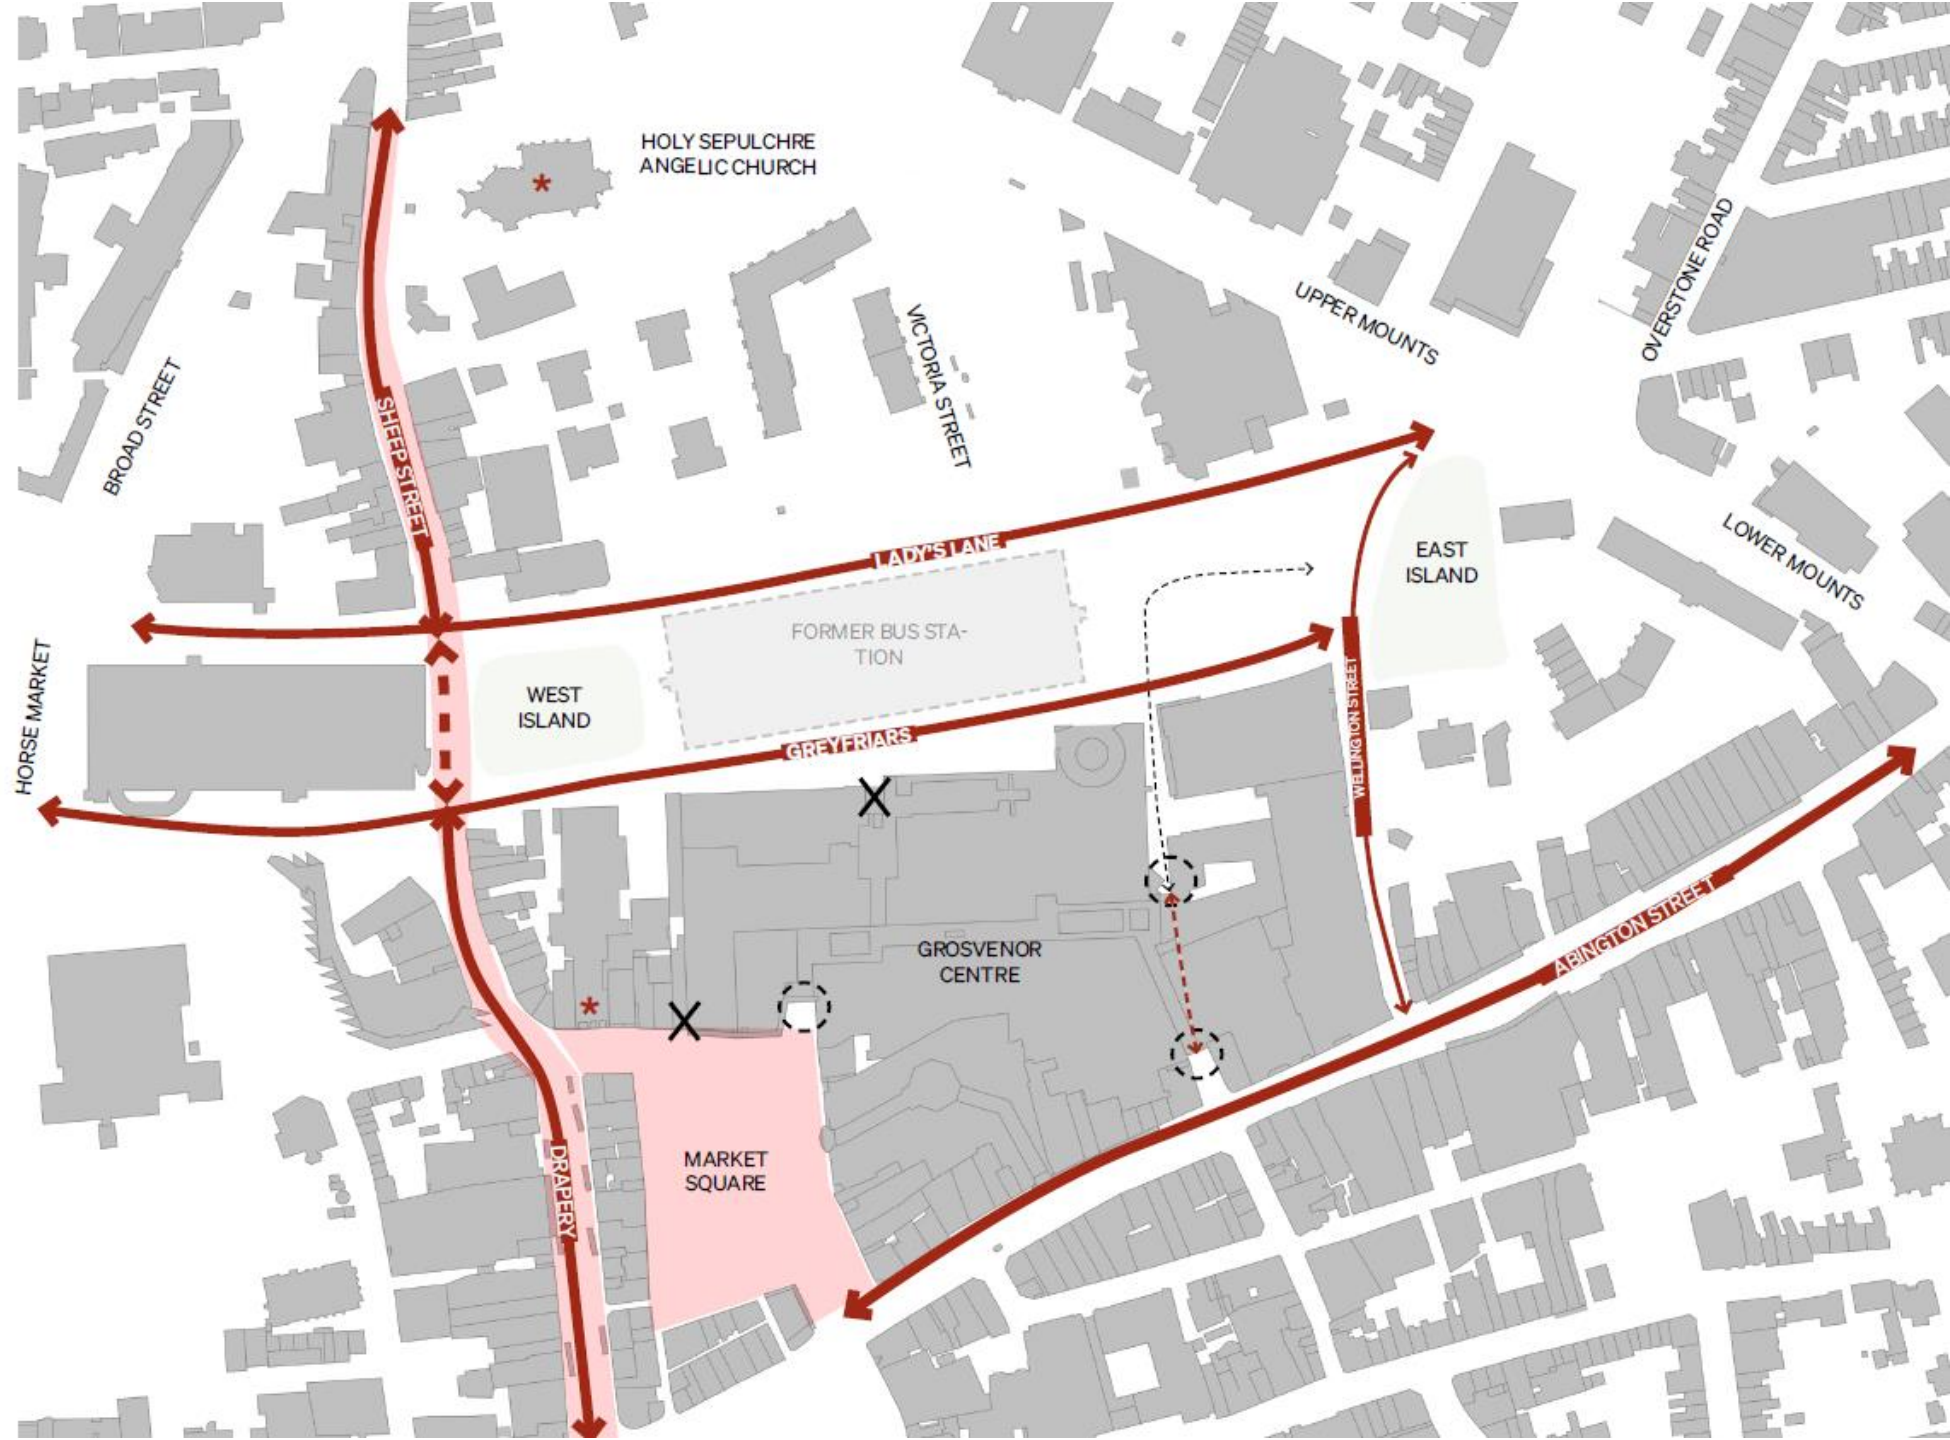 HOLY SEPULCHRE
ANGELIC CHURCH
OVERSTONE ROAD
UPPER MOUNTS
VICTORIA STREET
BROAD STREET
SHEEP STREET
LADY'S LANE
EAST
ISLAND
LOWER MOUNTS
FORMER BUS STA-
TION
HORSE MARKET
WEST
ISLAND
GREYFRIARS
WELLINGTON STREET
ABINGTON STREET
GROSVENOR
CENTRE
MARKET
SQUARE
DRAPERY